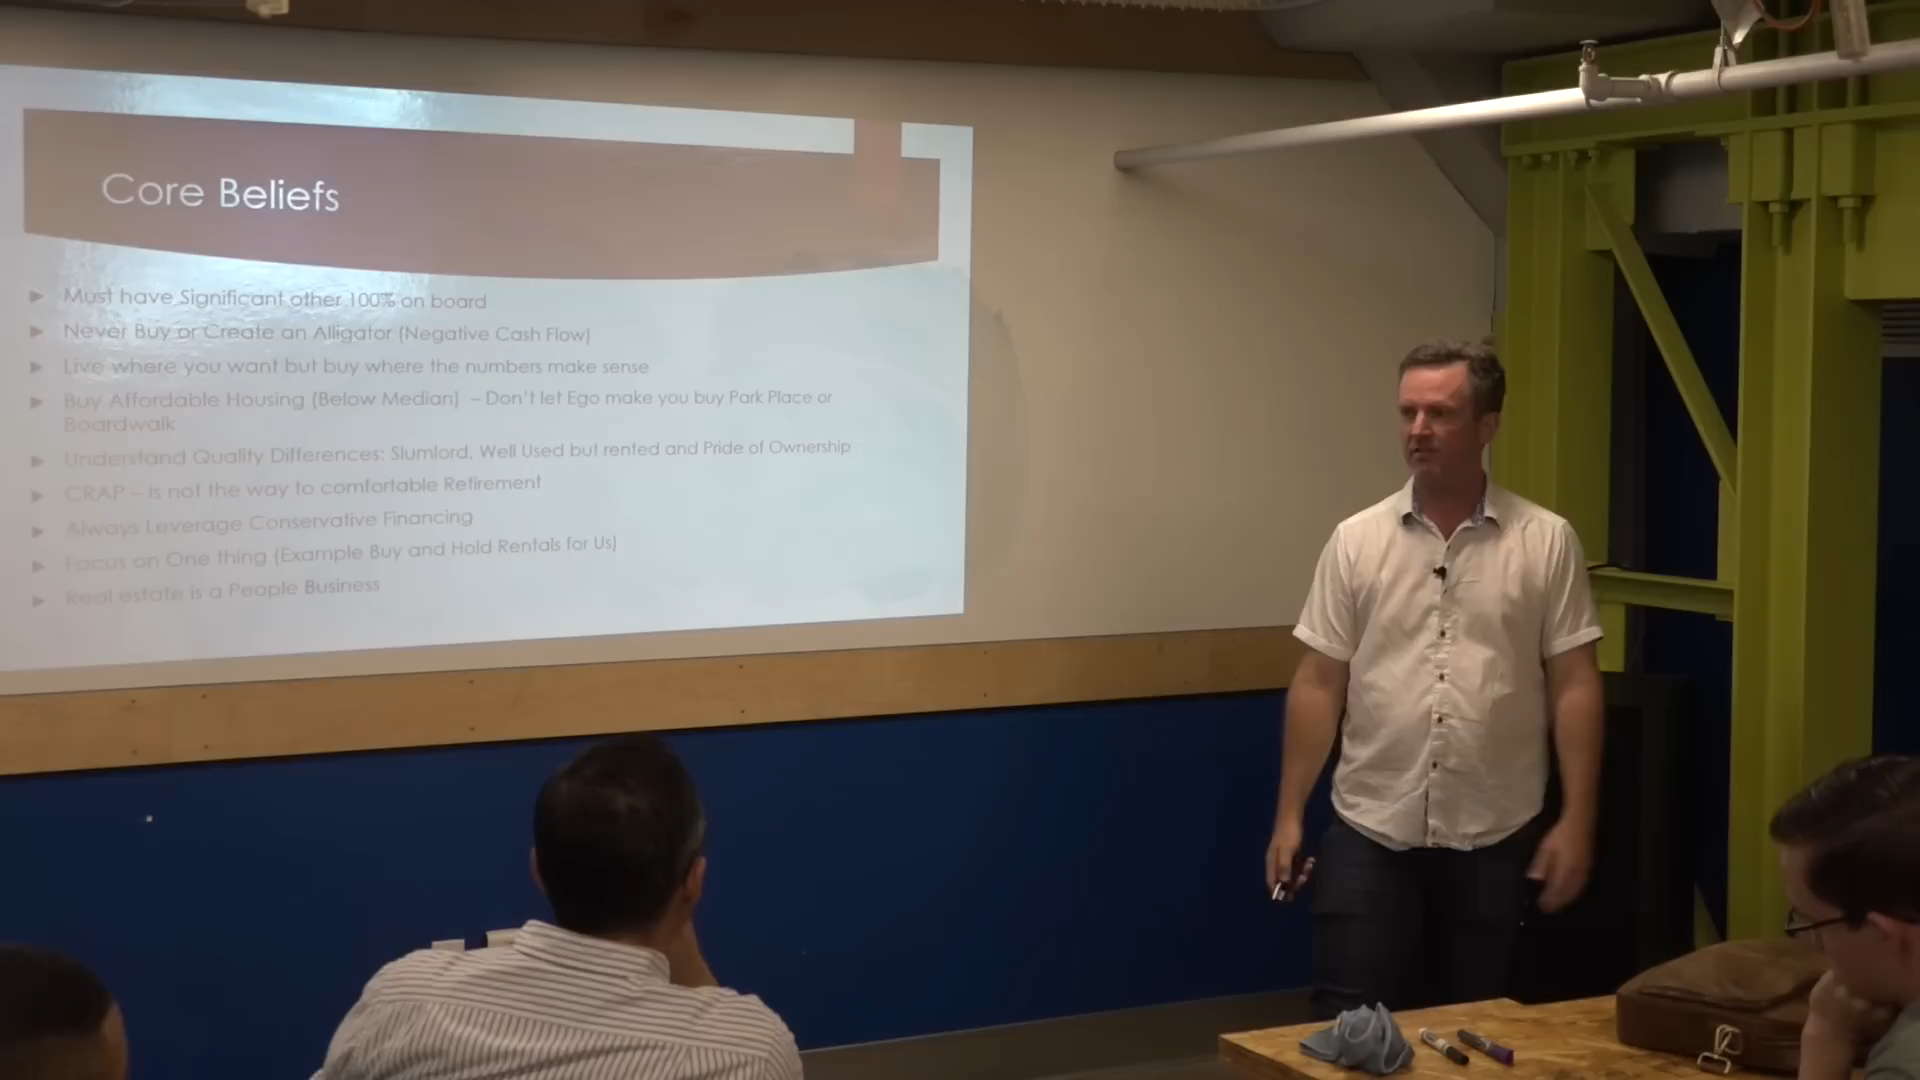 Core Beliefs
Must have Significant other 100% on board
Never Buy or Create an Alligator (Negative Cash Flow)
Live where you want but buy where the numbers make sense
Buy Affordable Housing (Below Median) – Don't let Ego make you buy Park Place or
Boardwalk
Understand Quality Differences: Slumlord, Well Used but rented and Pride of Ownership
CRAP – is not the way to comfortable Retirement
Always Leverage Conservative Financing
Focus on One thing (Example Buy and Hold Rentals for Us)
Real estate is a People Business